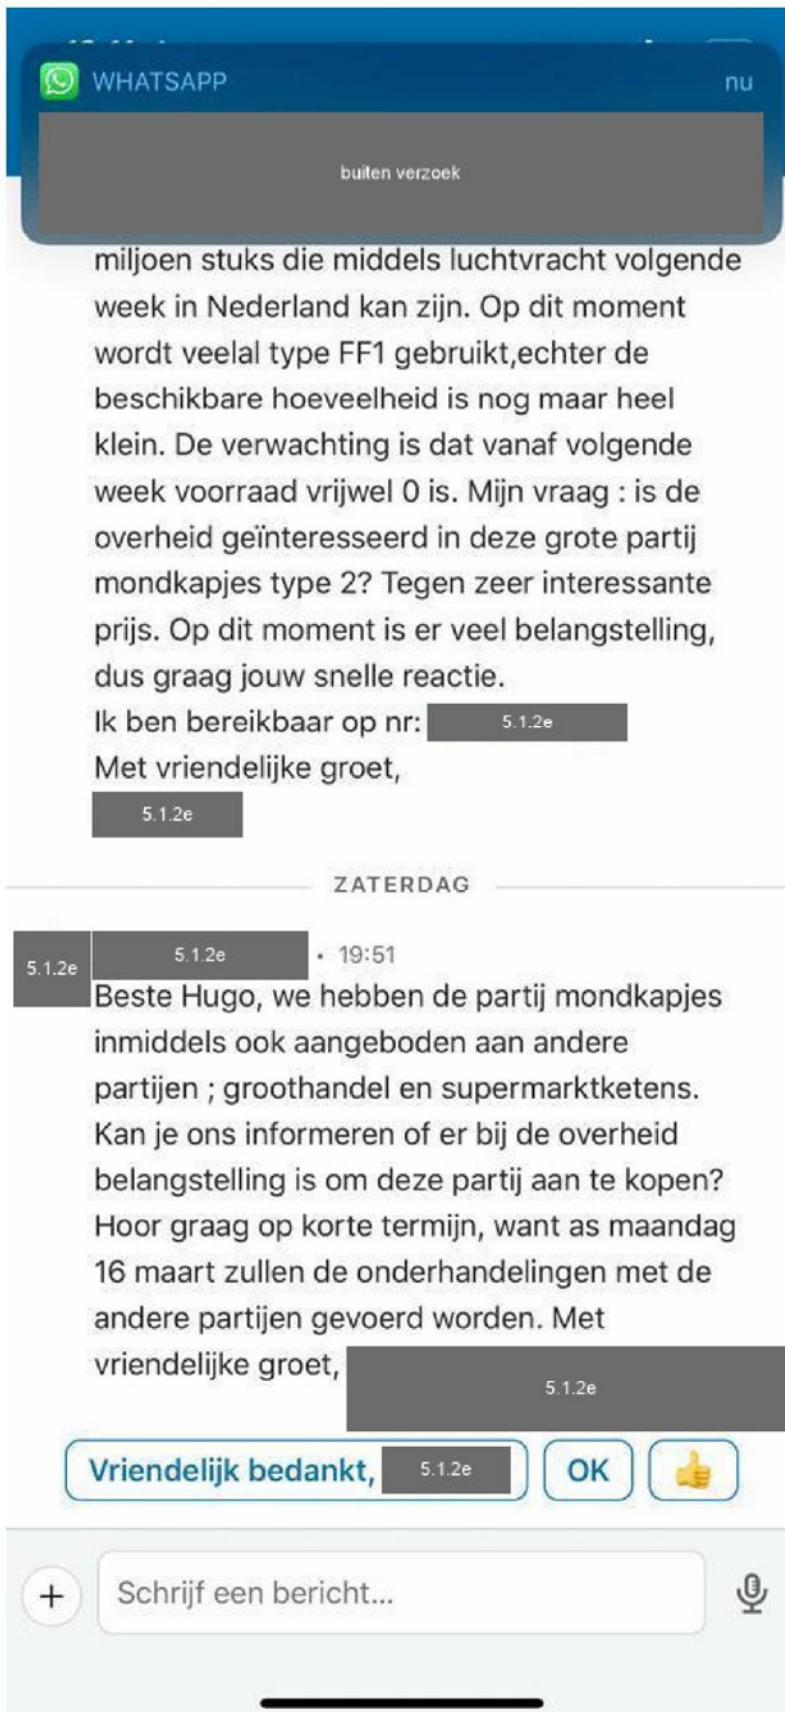 WHATSAPP nu
buiten verzoek
miljoen stuks die middels luchtvracht volgende
week in Nederland kan zijn. Op dit moment
wordt veelal type FF1 gebruikt,echter de
beschikbare hoeveelheid is nog maar heel
klein. De verwachting is dat vanaf volgende
week voorraad vrijwel 0 is. Mijn vraag : is de
overheid geïnteresseerd in deze grote partij
mondkapjes type 2? Tegen zeer interessante
prijs. Op dit moment is er veel belangstelling,
dus graag jouw snelle reactie.
Ik ben bereikbaar op nr: 5.1.2e
Met vriendelijke groet,
5.1.2e
ZATERDAG
5.1.2e 5.1.2e • 19:51
Beste Hugo, we hebben de partij mondkapjes
inmiddels ook aangeboden aan andere
partijen ; groothandel en supermarktketens.
Kan je ons informeren of er bij de overheid
belangstelling is om deze partij aan te kopen?
Hoor graag op korte termijn, want as maandag
16 maart zullen de onderhandelingen met de
andere partijen gevoerd worden. Met
vriendelijke groet, 5.1.2e
Vriendelijk bedankt, 5.1.2e OK 👍
Schrijf een bericht...